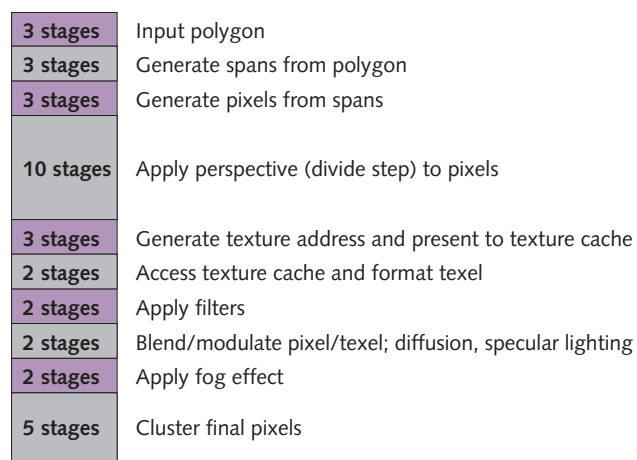 3 stages Input polygon
3 stages Generate spans from polygon
3 stages Generate pixels from spans
10 stages Apply perspective (divide step) to pixels
3 stages Generate texture address and present to texture cache
2 stages Access texture cache and format texel
2 stages Apply filters
2 stages Blend/modulate pixel/texel; diffusion, specular lighting
2 stages Apply fog effect
5 stages Cluster final pixels